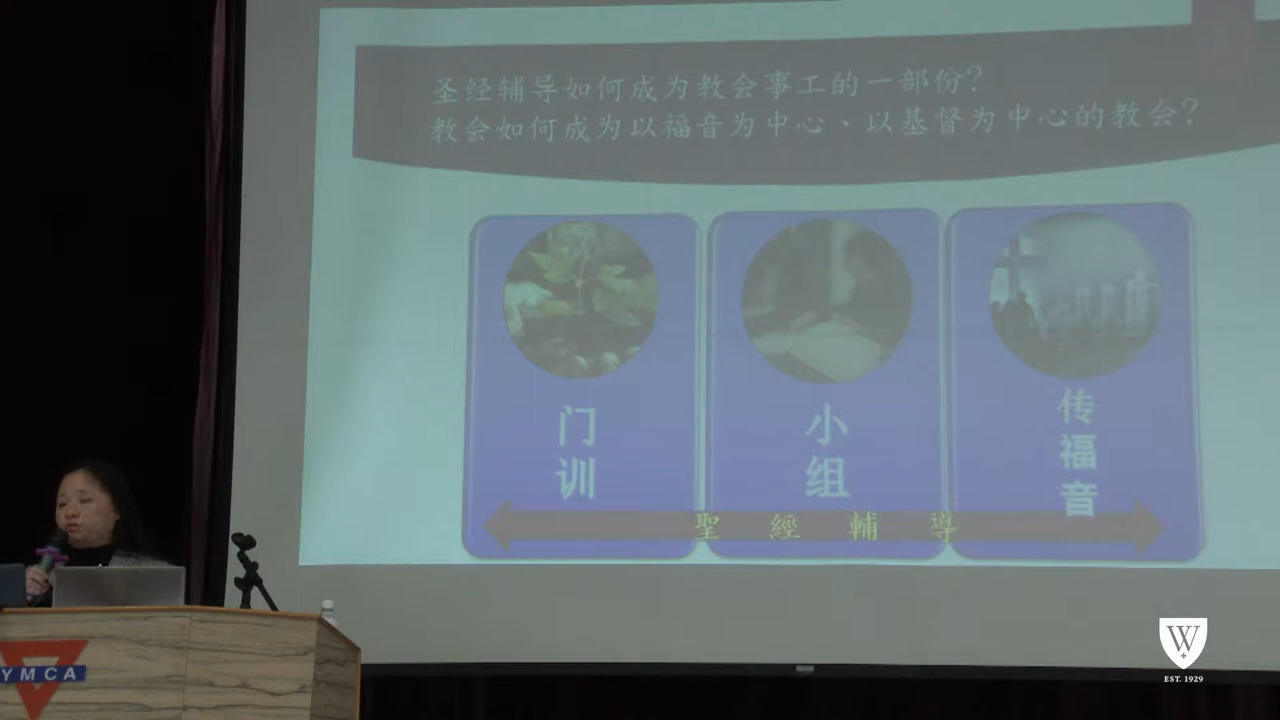 圣经辅导如何成为教会事工的一部份？
教会如何成为以福音为中心、以基督为中心的教会？
门训
小组
传福音
聖經輔導
YMCA
W
EST. 1929